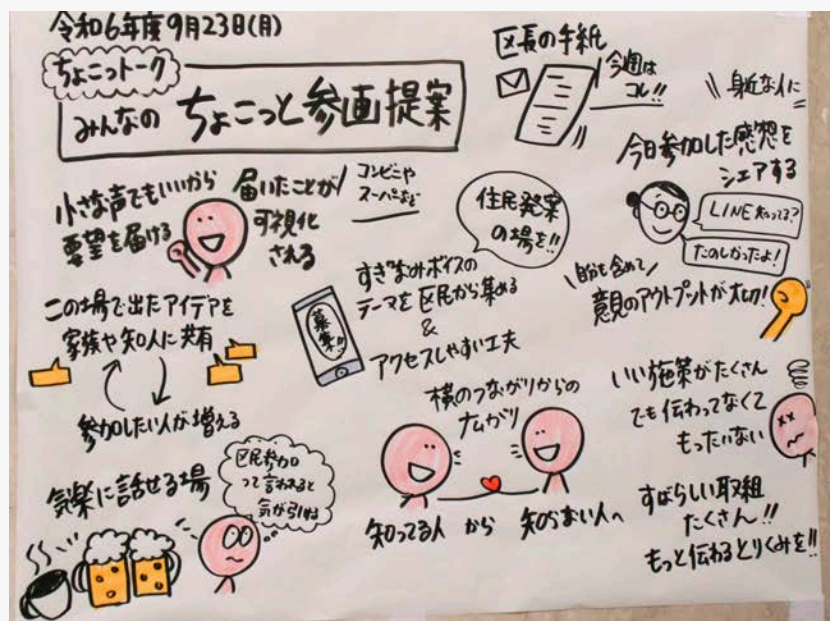 令和6年度9月23日(月)
ちょこっトーク
みんなの ちょこっと参画提案
区長の手紙
今週は
コレ!!
身近な人に
今日参加した感想を
シェアする
LINE知ってる?
たのしかったよ!
小さな声でもいいから
要望を届ける
届いたことが
可視化
される
コンビニや
スーパーなど
住民発案
の場を!!
すぎなみボイスの
テーマを区民から集める
&
アクセスしやすい工夫
募集!!
自分も含めて
意見のアウトプットが大切!
この場で出たアイデアを
家族や知人に共有
参加したい人が増える
横のつながりからの
広がり
知ってる人 から 知らない人へ
いい施策がたくさん
でも伝わってなくて
もったいない
気楽に話せる場
区民参加
って言われると
気が引ける
すばらしい取組
たくさん!!
もっと伝わるとりくみを!!